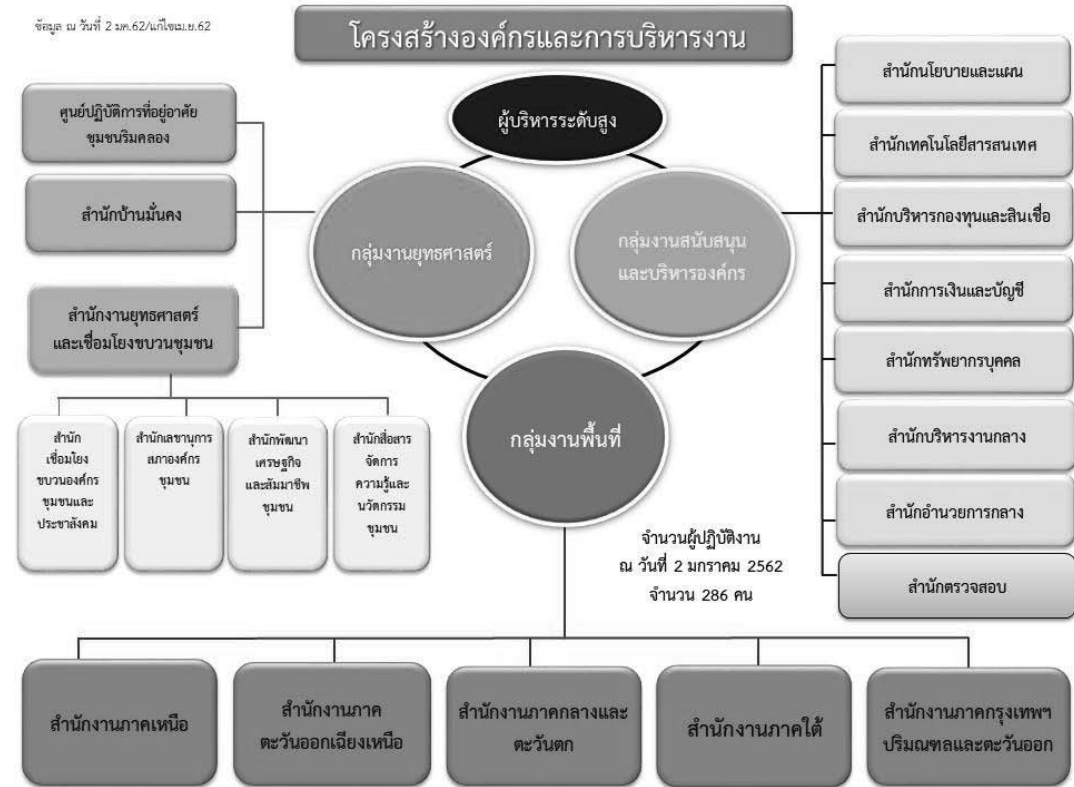 ข้อมูล ณ วันที่ 2 มค.62/แก้ไขเม.ย.62
โครงสร้างองค์กรและการบริหารงาน
ผู้บริหารระดับสูง
กลุ่มงานยุทธศาสตร์
กลุ่มงานสนับสนุน
และบริหารองค์กร
กลุ่มงานพื้นที่
ศูนย์ปฏิบัติการที่อยู่อาศัย
ชุมชนริมคลอง
สำนักบ้านมั่นคง
สำนักงานยุทธศาสตร์
และเชื่อมโยงขบวนชุมชน
สำนัก
เชื่อมโยง
ขบวนองค์กร
ชุมชนและ
ประชาสังคม
สำนักเลขานุการ
สภาองค์กร
ชุมชน
สำนักพัฒนา
เศรษฐกิจ
และสัมมาชีพ
ชุมชน
สำนักสื่อสาร
จัดการ
ความรู้และ
นวัตกรรม
ชุมชน
สำนักนโยบายและแผน
สำนักเทคโนโลยีสารสนเทศ
สำนักบริหารกองทุนและสินเชื่อ
สำนักการเงินและบัญชี
สำนักทรัพยากรบุคคล
สำนักบริหารงานกลาง
สำนักอำนวยการกลาง
สำนักตรวจสอบ
จำนวนผู้ปฏิบัติงาน
ณ วันที่ 2 มกราคม 2562
จำนวน 286 คน
สำนักงานภาคเหนือ
สำนักงานภาค
ตะวันออกเฉียงเหนือ
สำนักงานภาคกลางและ
ตะวันตก
สำนักงานภาคใต้
สำนักงานภาคกรุงเทพฯ
ปริมณฑลและตะวันออก